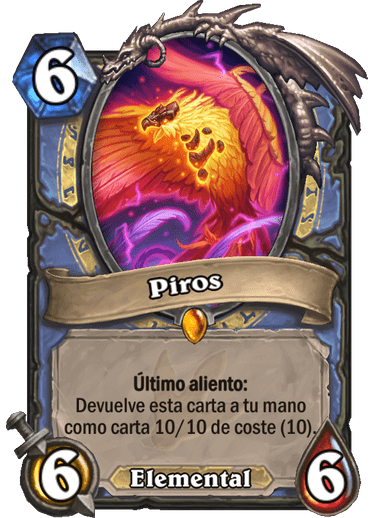 6
Piros
Último aliento:
Devuelve esta carta a tu mano
como carta 10/10 de coste (10).
6
Elemental
6